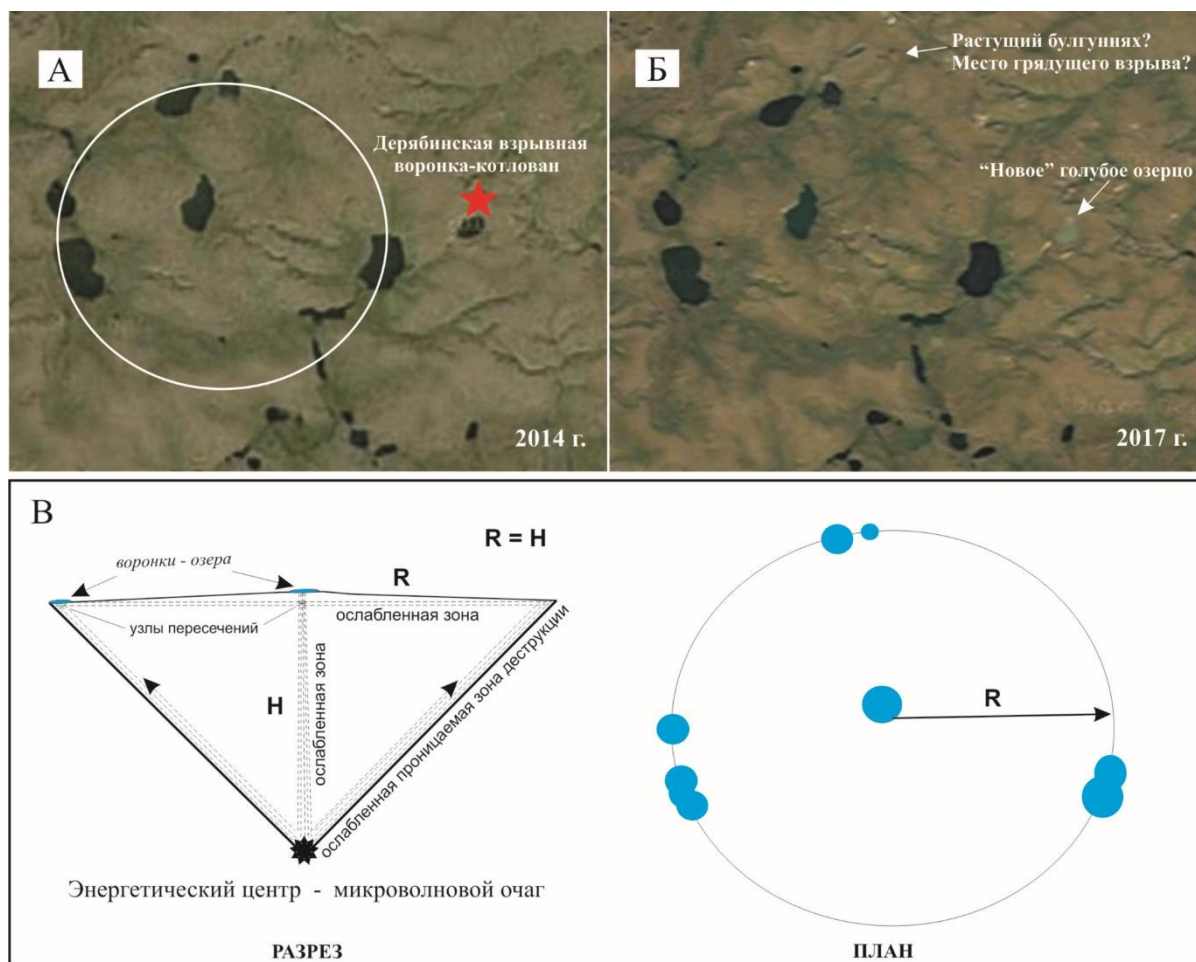 А
Дерябинская взрывная
воронка-котлован
2014 г.
Б
Растущий булгуннях?
Место грядущего взрыва?
“Новое” голубое озерцо
2017 г.
В
R = H
воронки - озера
R
узлы пересечений
ослабленная зона
H
ослабленная зона
ослабленная проницаемая зона деструкции
Энергетический центр - микроволновой очаг
РАЗРЕЗ
R
ПЛАН